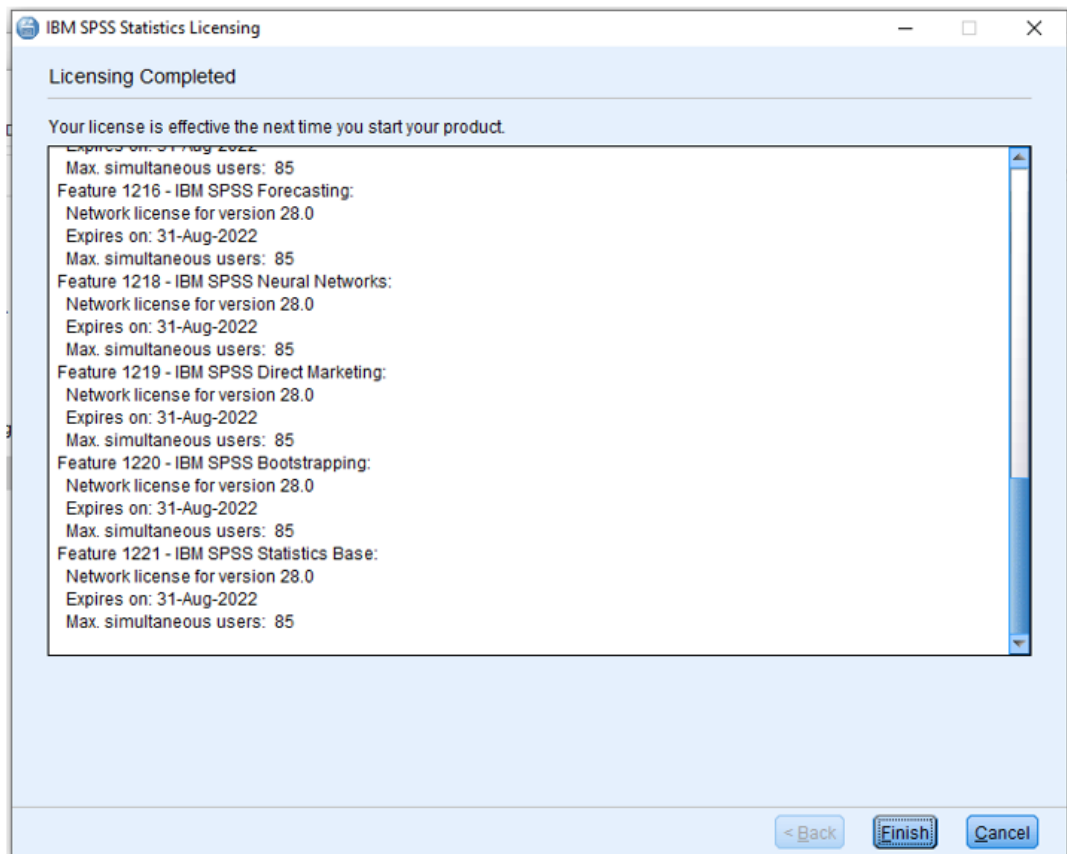 IBM SPSS Statistics Licensing
Licensing Completed
Your license is effective the next time you start your product.
Expires on: 31-Aug-2022
Max. simultaneous users: 85
Feature 1216 - IBM SPSS Forecasting:
Network license for version 28.0
Expires on: 31-Aug-2022
Max. simultaneous users: 85
Feature 1218 - IBM SPSS Neural Networks:
Network license for version 28.0
Expires on: 31-Aug-2022
Max. simultaneous users: 85
Feature 1219 - IBM SPSS Direct Marketing:
Network license for version 28.0
Expires on: 31-Aug-2022
Max. simultaneous users: 85
Feature 1220 - IBM SPSS Bootstrapping:
Network license for version 28.0
Expires on: 31-Aug-2022
Max. simultaneous users: 85
Feature 1221 - IBM SPSS Statistics Base:
Network license for version 28.0
Expires on: 31-Aug-2022
Max. simultaneous users: 85
< Back Finish Cancel